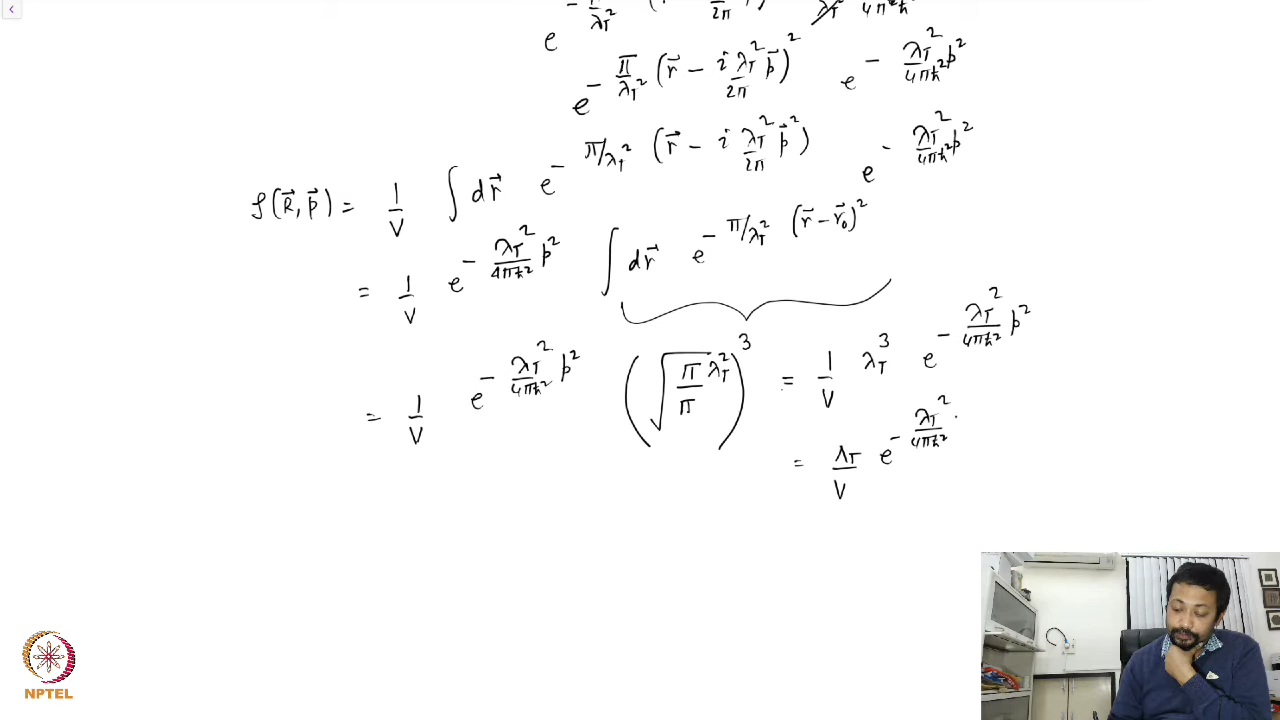 e^{-\frac{\pi}{\lambda_T^2}(\vec{r} - i\frac{\lambda_T^2}{2\pi}\vec{p})^2} e^{-\frac{\lambda_T^2}{4\pi\hbar^2}p^2}
f(\vec{R},\vec{p}) = \frac{1}{V} \int d\vec{r} e^{-\pi/\lambda_T^2 (\vec{r} - i\frac{\lambda_T^2}{2\pi}\vec{p}^2)} e^{-\frac{\lambda_T^2}{4\pi\hbar^2}p^2}
= \frac{1}{V} e^{-\frac{\lambda_T^2}{4\pi\hbar^2}p^2} \int d\vec{r} e^{-\pi/\lambda_T^2 (\vec{r}-\vec{r}_0)^2}
= \frac{1}{V} e^{-\frac{\lambda_T^2}{4\pi\hbar^2}p^2} \left(\sqrt{\frac{\pi}{\pi}\lambda_T^2}\right)^3 = \frac{1}{V} \lambda_T^3 e^{-\frac{\lambda_T^2}{4\pi\hbar^2}p^2}
= \frac{\lambda_T}{V} e^{-\frac{\lambda_T^2}{4\pi\hbar^2}}
NPTEL